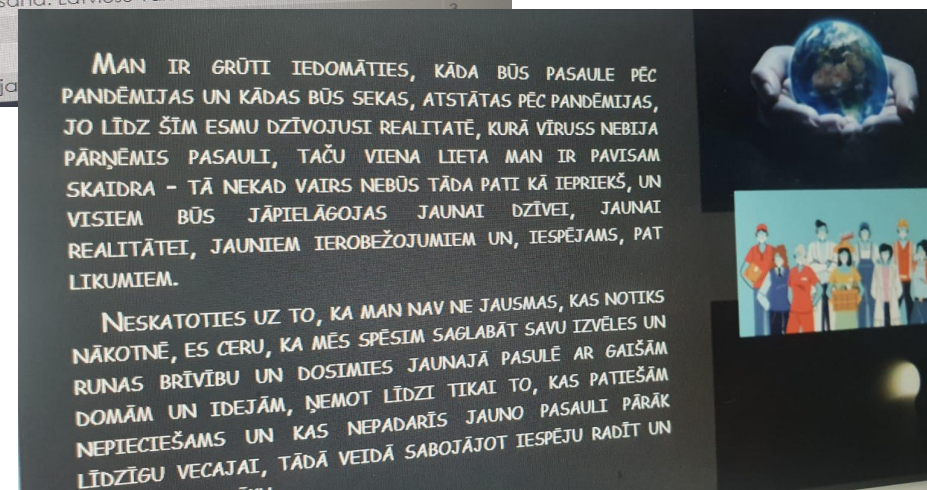 MAN IR GRŪTI IEDOMĀTIES, KĀDA BŪS PASAULE PĒC
PANDĒMIJAS UN KĀDAS BŪS SEKAS, ATSTĀTAS PĒC PANDĒMIJAS,
JO LĪDZ ŠĪM ESMU DZĪVOJUSI REALITATĒ, KURĀ VĪRUSS NEBIJA
PĀRŅĒMIS PASAULI, TAČU VIENA LIETA MAN IR PAVISAM
SKAIDRA - TĀ NEKAD VAIRS NEBŪS TĀDA PATI KĀ IEPRIEKŠ, UN
VISIEM BŪS JĀPIELĀGOJAS JAUNAI DZĪVEI, JAUNAI
REALITĀTEI, JAUNIEM IEROBEŽOJUMIEM UN, IESPĒJAMS, PAT
LIKUMIEM.
NESKATOTIES UZ TO, KA MAN NAV NE JAUSMAS, KAS NOTIKS
NĀKOTNĒ, ES CERU, KA MĒS SPĒSIM SAGLABĀT SAVU IZVĒLES UN
RUNAS BRĪVĪBU UN DOSIMIES JAUNAJĀ PASULĒ AR GAIŠĀM
DOMĀM UN IDEJĀM, ŅEMOT LĪDZI TIKAI TO, KAS PATIEŠĀM
NEPIECIEŠAMS UN KAS NEPADARĪS JAUNO PASAULI PĀRĀK
LĪDZĪGU VECAJAI, TĀDĀ VEIDĀ SABOJĀJOT IESPĒJU RADĪT UN